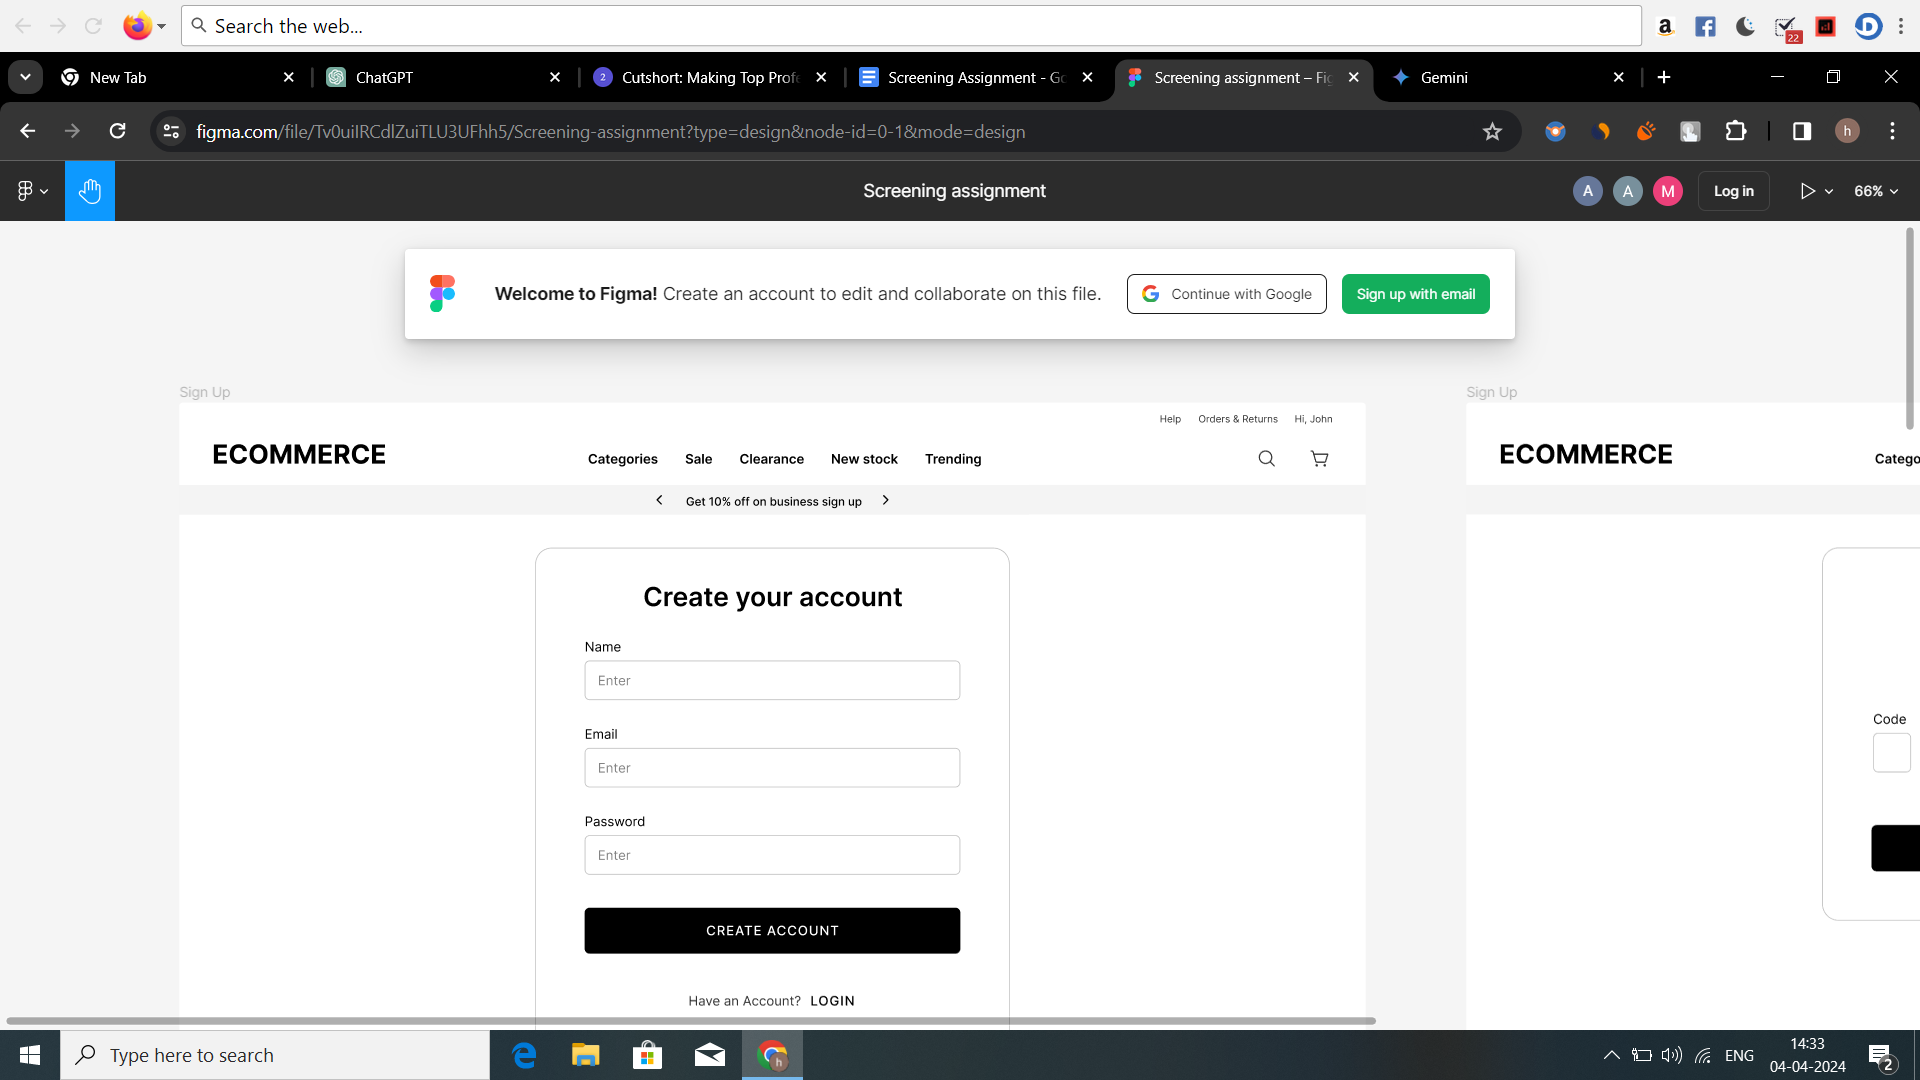 Search the web...
a
22
D
New Tab
ChatGPT
2
Cutshort: Making Top Profe
Screening Assignment - Go
Screening assignment – Fig
Gemini
figma.com/file/Tv0uiIRCdlZuiTLU3UFhh5/Screening-assignment?type=design&node-id=0-1&mode=design
h
Screening assignment
A
A
M
Log in
66%
Welcome to Figma! Create an account to edit and collaborate on this file.
Continue with Google
Sign up with email
Sign Up
Sign Up
Help
Orders & Returns
Hi, John
ECOMMERCE
Categories
Sale
Clearance
New stock
Trending
ECOMMERCE
Catego
Get 10% off on business sign up
Create your account
Name
Enter
Code
Email
Enter
Password
Enter
CREATE ACCOUNT
Have an Account? LOGIN
Type here to search
h
ENG
14:33
04-04-2024
2